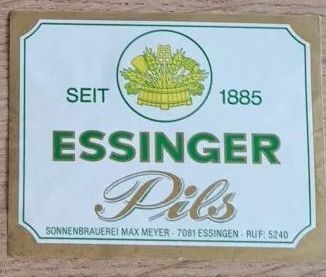 SEIT 1885
ESSINGER
Pils
SONNENBRAUEREI MAX MEYER - 7081 ESSINGEN - RUF: 5240